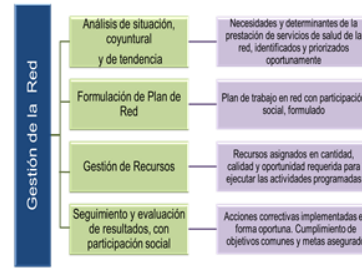 Gestión de la Red
Análisis de situación,
coyuntural
y de tendencia
Necesidades y determinantes de la
prestación de servicios de salud de la
red, identificados y priorizados
oportunamente
Formulación de Plan de
Red
Plan de trabajo en red con participación
social, formulado
Gestión de Recursos
Recursos asignados en cantidad,
calidad y oportunidad requerida para
ejecutar las actividades programadas
Seguimiento y evaluación
de resultados, con
participación social
Acciones correctivas implementadas e
forma oportuna. Cumplimiento de
objetivos comunes y metas asegurad